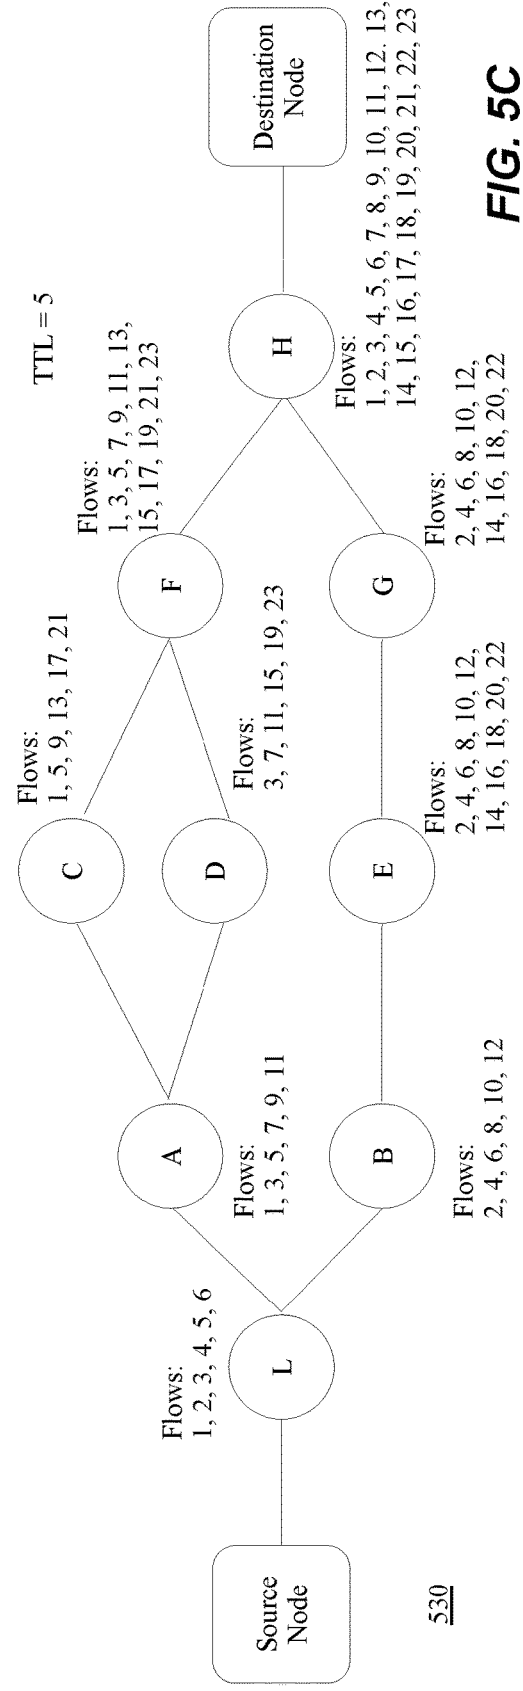 TTL = 5
Source
Node
L
Flows:
1, 2, 3, 4, 5, 6
A
Flows:
1, 3, 5, 7, 9, 11
B
Flows:
2, 4, 6, 8, 10, 12
C
Flows:
1, 5, 9, 13, 17, 21
D
Flows:
3, 7, 11, 15, 19, 23
E
Flows:
2, 4, 6, 8, 10, 12,
14, 16, 18, 20, 22
F
Flows:
1, 3, 5, 7, 9, 11, 13,
15, 17, 19, 21, 23
G
Flows:
2, 4, 6, 8, 10, 12,
14, 16, 18, 20, 22
H
Flows:
1, 2, 3, 4, 5, 6, 7, 8, 9, 10, 11, 12. 13,
14, 15, 16, 17, 18, 19, 20, 21, 22, 23
Destination
Node
530
FIG. 5C